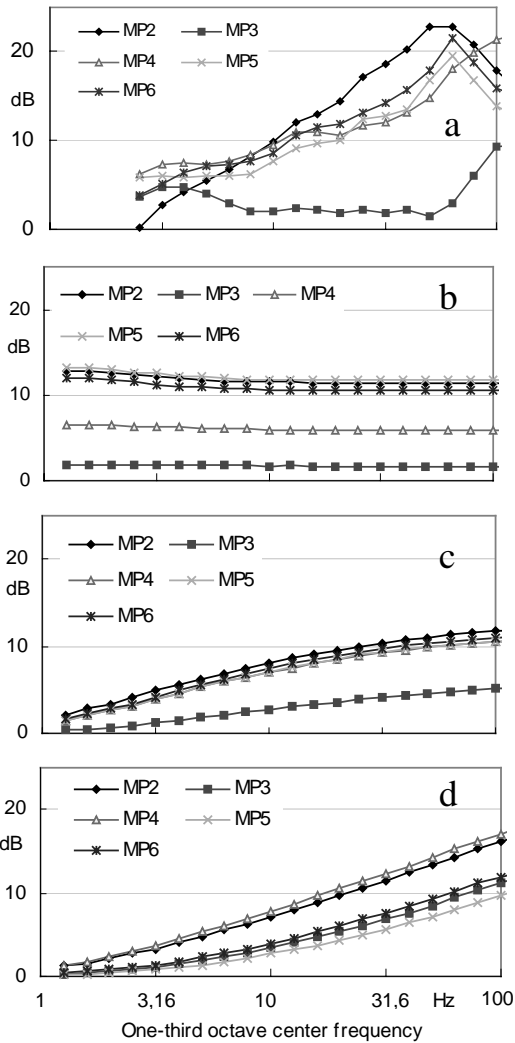 20
10
0
dB
MP2 MP3
MP4 MP5
MP6
a
20
10
0
dB
MP2 MP3 MP4
MP5 MP6
b
20
10
0
dB
MP2 MP3
MP4 MP5
MP6
c
20
10
0
dB
MP2 MP3
MP4 MP5
MP6
d
1 3,16 10 31,6 Hz 100
One-third octave center frequency